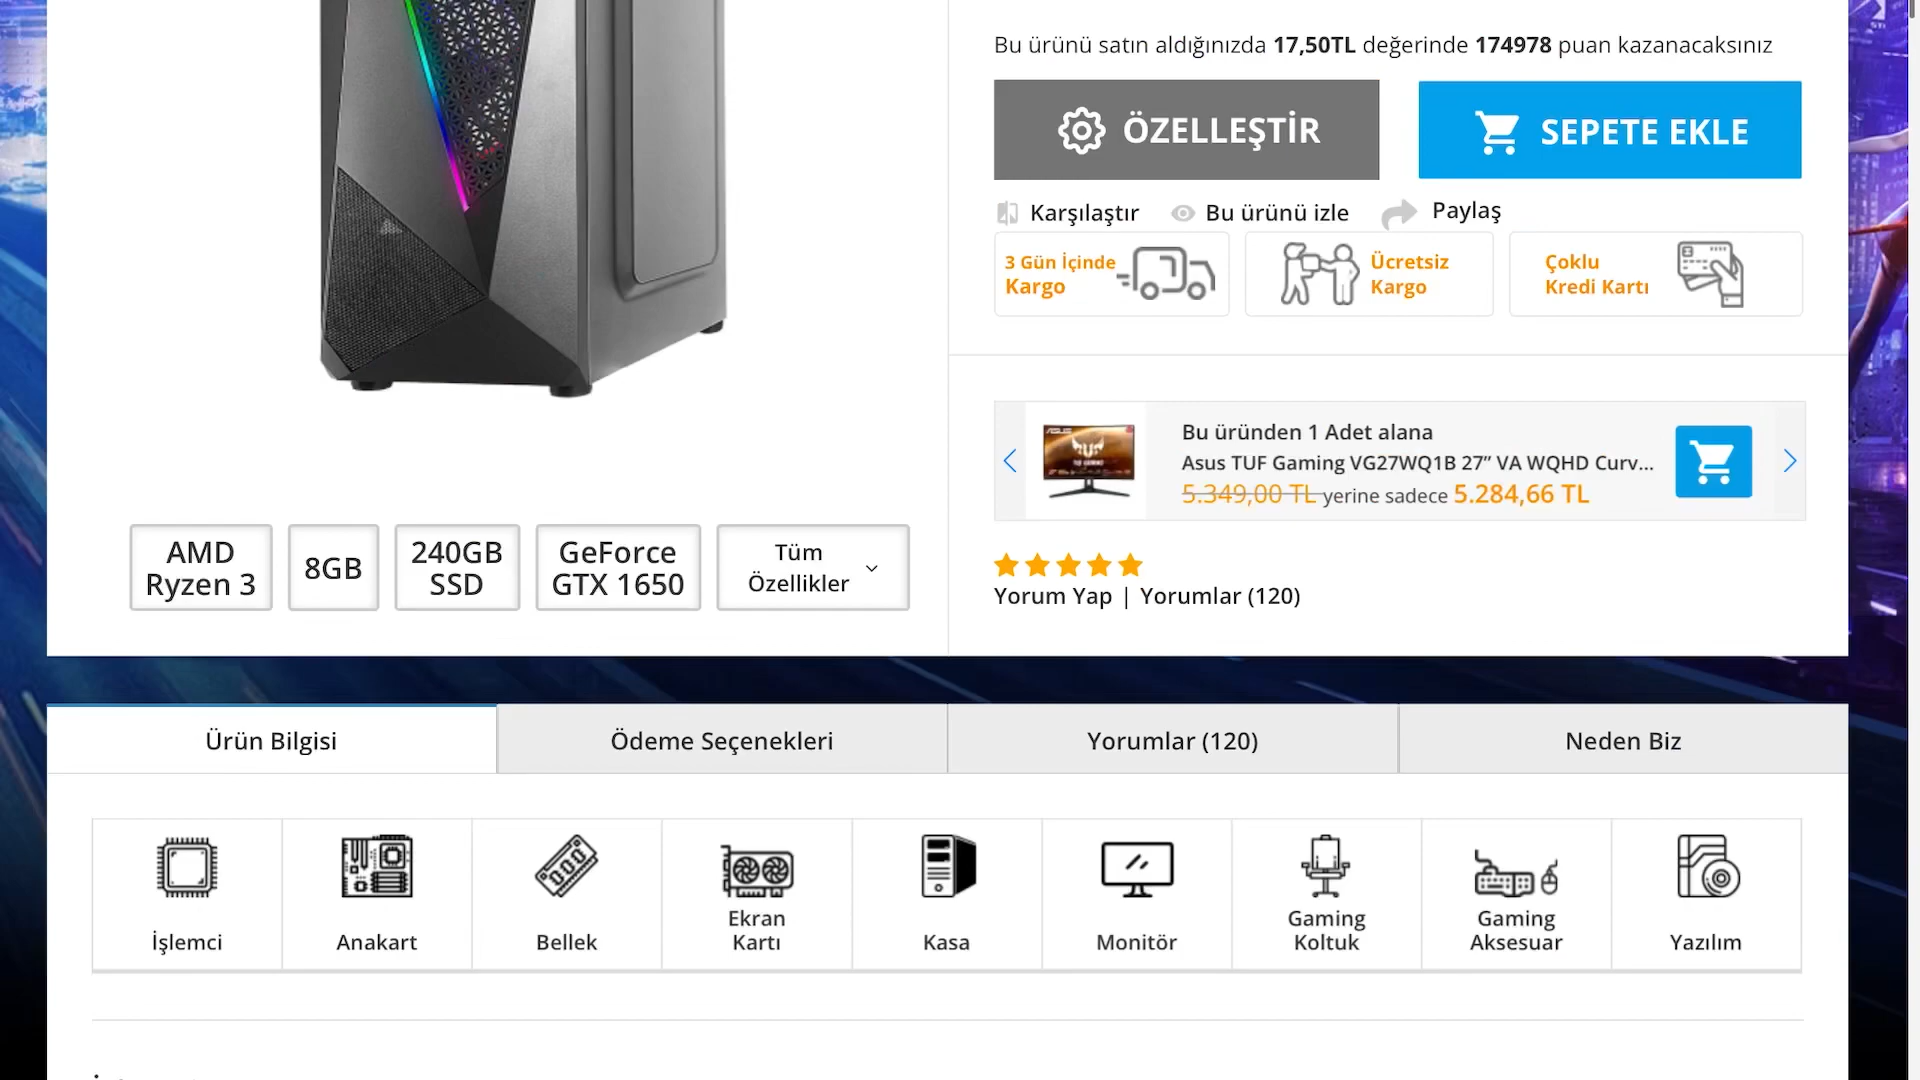 Bu ürünü satın aldığınızda 17,50TL değerinde 174978 puan kazanacaksınız
ÖZELLEŞTİR
SEPETE EKLE
Karşılaştır
Bu ürünü izle
Paylaş
3 Gün İçinde
Kargo
Ücretsiz
Kargo
Çoklu
Kredi Kartı
Bu üründen 1 Adet alana
Asus TUF Gaming VG27WQ1B 27” VA WQHD Curv...
5.349,00 TL yerine sadece 5.284,66 TL
AMD
Ryzen 3
8GB
240GB
SSD
GeForce
GTX 1650
Tüm
Özellikler
Yorum Yap | Yorumlar (120)
Ürün Bilgisi
Ödeme Seçenekleri
Yorumlar (120)
Neden Biz
İşlemci
Anakart
Bellek
Ekran
Kartı
Kasa
Monitör
Gaming
Koltuk
Gaming
Aksesuar
Yazılım